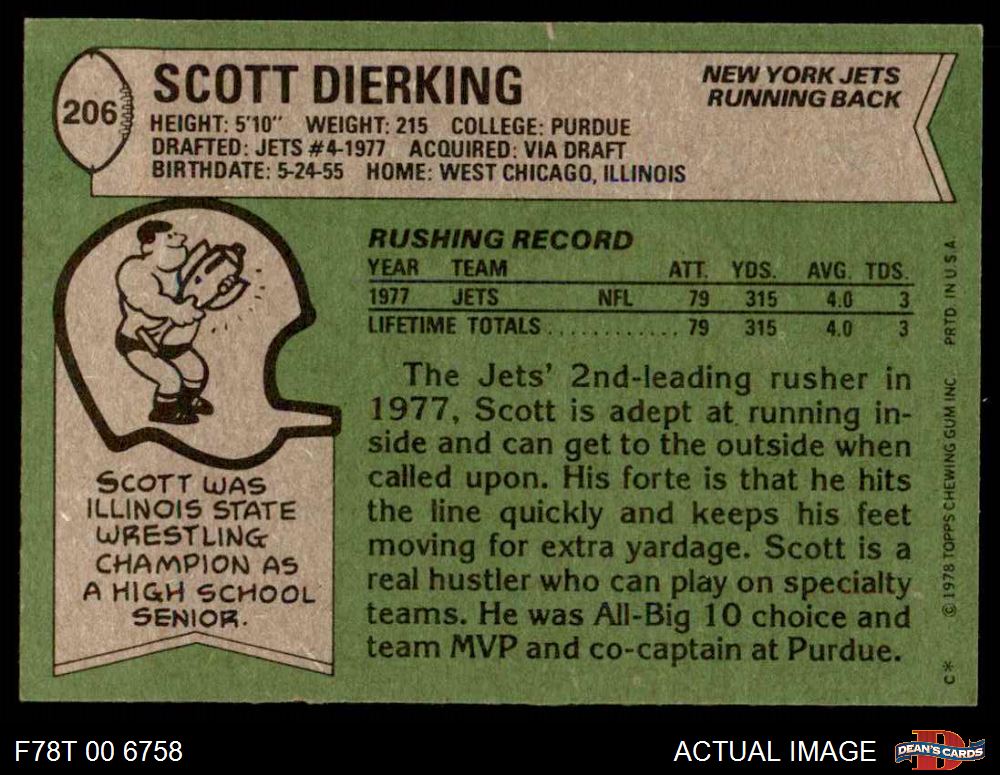 206
SCOTT DIERKING
NEW YORK JETS
RUNNING BACK
HEIGHT: 5'10" WEIGHT: 215 COLLEGE: PURDUE
DRAFTED: JETS #4-1977 ACQUIRED: VIA DRAFT
BIRTHDATE: 5-24-55 HOME: WEST CHICAGO, ILLINOIS
RUSHING RECORD
YEAR TEAM ATT. YDS. AVG. TDS.
1977 JETS NFL 79 315 4.0 3
LIFETIME TOTALS............ 79 315 4.0 3
The Jets' 2nd-leading rusher in
1977, Scott is adept at running in-
side and can get to the outside when
called upon. His forte is that he hits
the line quickly and keeps his feet
moving for extra yardage. Scott is a
real hustler who can play on specialty
teams. He was All-Big 10 choice and
team MVP and co-captain at Purdue.
SCOTT WAS
ILLINOIS STATE
WRESTLING
CHAMPION AS
A HIGH SCHOOL
SENIOR.
C* © 1978 TOPPS CHEWING GUM INC. PRTD. IN U.S.A.
F78T 00 6758
ACTUAL IMAGE
D
DEAN'S CARDS